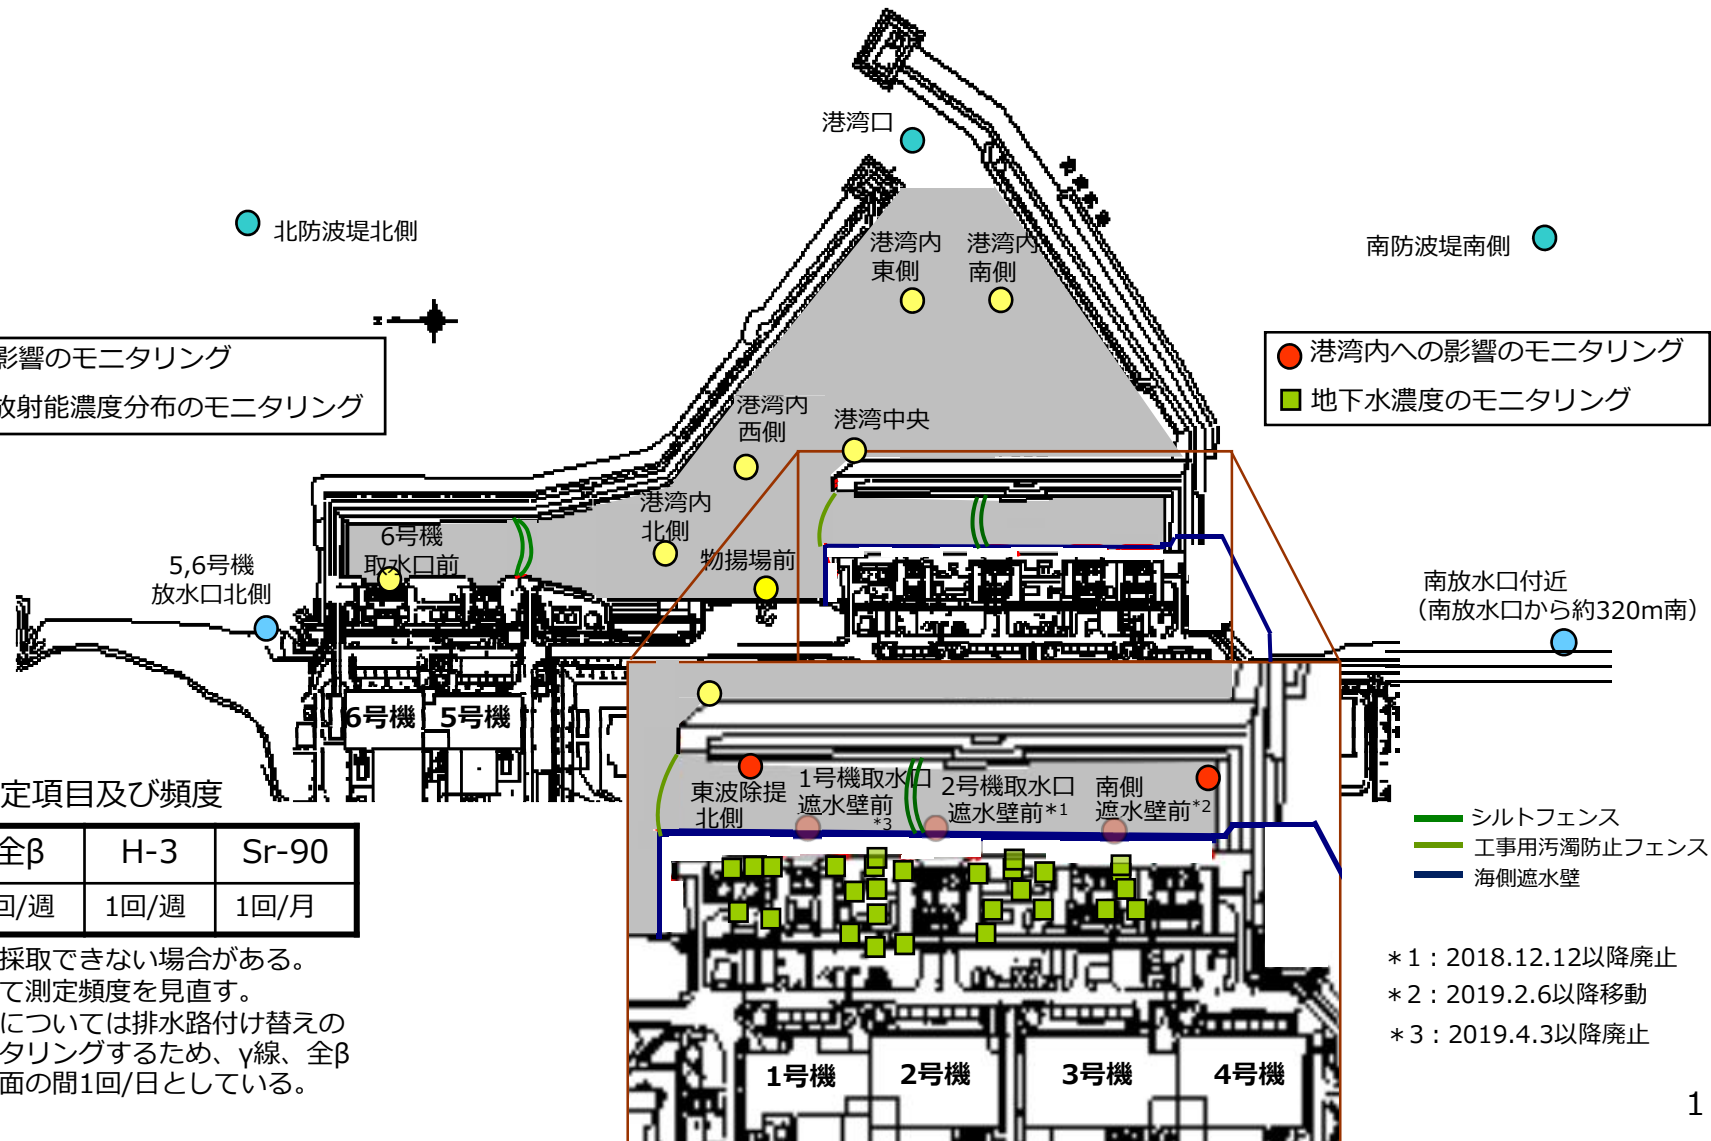 港湾口
北防波堤北側
南防波堤南側
港湾内
東側
港湾内
南側
影響のモニタリング
放射能濃度分布のモニタリング
港湾内への影響のモニタリング
地下水濃度のモニタリング
港湾内
西側
港湾中央
港湾内
北側
物揚場前
6号機
取水口前
5,6号機
放水口北側
南放水口付近
（南放水口から約320m南）
6号機
5号機
東波除堤
北側
1号機取水口
遮水壁前
*3
2号機取水口
遮水壁前*1
南側
遮水壁前*2
シルトフェンス
工事用汚濁防止フェンス
海側遮水壁
定項目及び頻度
全β H-3 Sr-90
回/週 1回/週 1回/月
採取できない場合がある。
て測定頻度を見直す。
については排水路付け替えの
タリングするため、γ線、全β
面の間1回/日としている。
＊1：2018.12.12以降廃止
＊2：2019.2.6以降移動
＊3：2019.4.3以降廃止
1号機
2号機
3号機
4号機
1